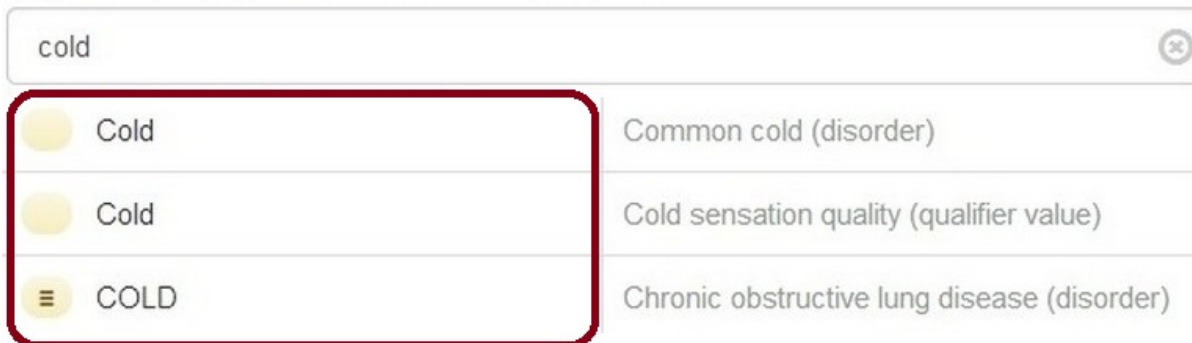 cold
Cold Common cold (disorder)
Cold Cold sensation quality (qualifier value)
COLD Chronic obstructive lung disease (disorder)